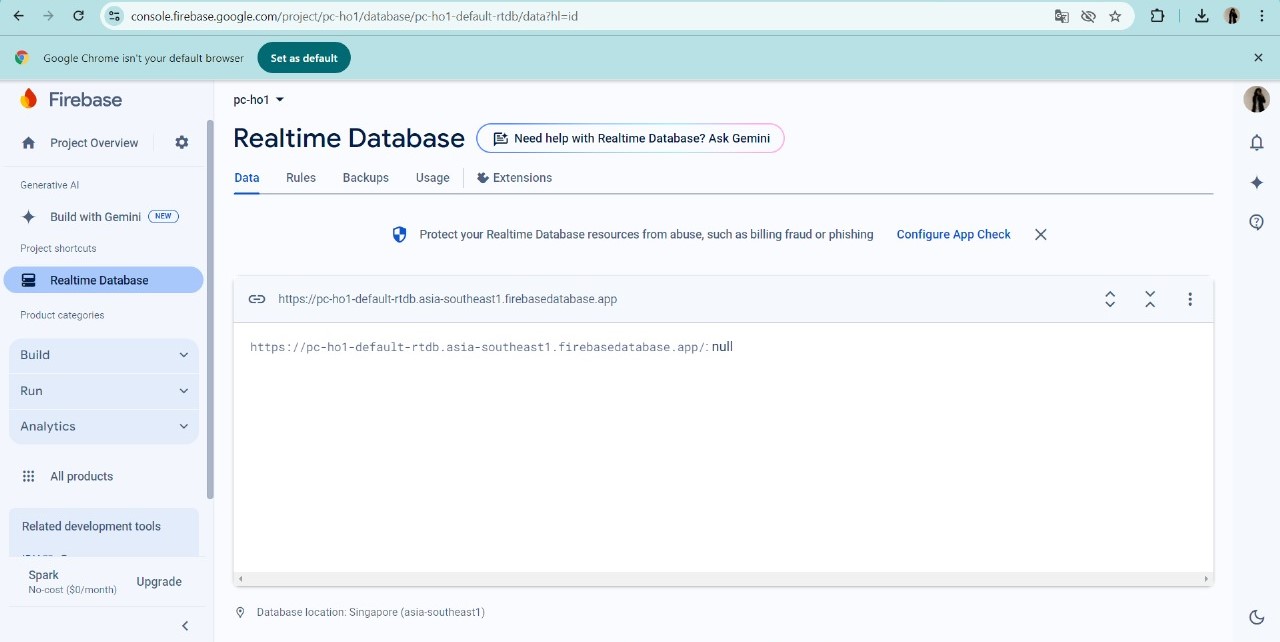 console.firebase.google.com/project/pc-ho1/database/pc-ho1-default-rtdb/data?hl=id
Google Chrome isn't your default browser
Set as default
Firebase
Project Overview
Generative AI
Build with Gemini NEW
Project shortcuts
Realtime Database
Product categories
Build
Run
Analytics
All products
Related development tools
Spark
No-cost ($0/month)
Upgrade
pc-ho1
Realtime Database
Need help with Realtime Database? Ask Gemini
Data Rules Backups Usage Extensions
Protect your Realtime Database resources from abuse, such as billing fraud or phishing Configure App Check
https://pc-ho1-default-rtdb.asia-southeast1.firebasedatabase.app
https://pc-ho1-default-rtdb.asia-southeast1.firebasedatabase.app/: null
Database location: Singapore (asia-southeast1)